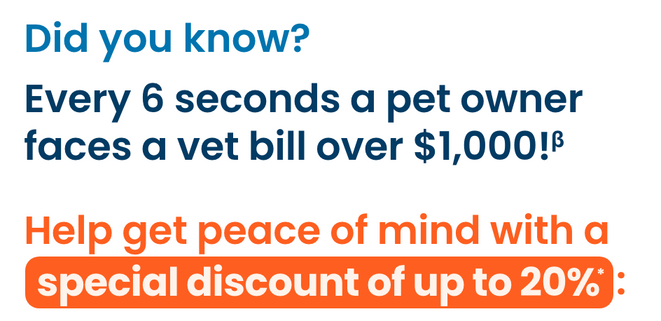 Did you know?
Every 6 seconds a pet owner
faces a vet bill over $1,000!ᵝ
Help get peace of mind with a
special discount of up to 20%*: